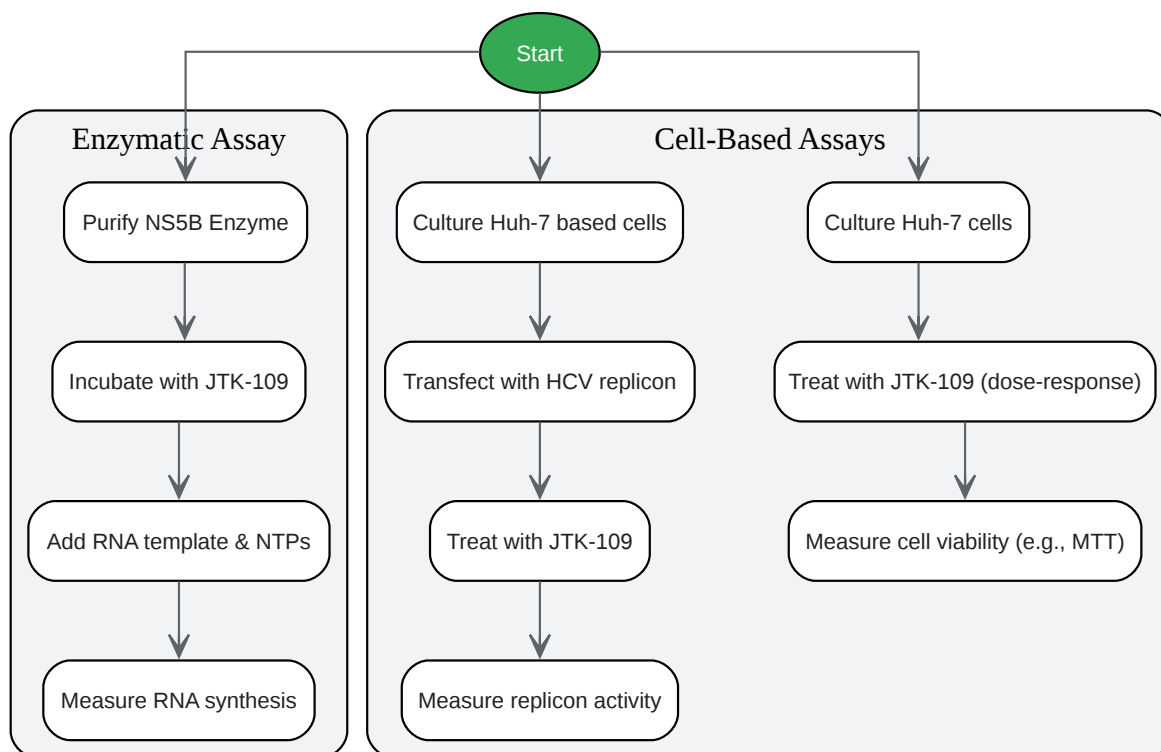 Start
Enzymatic Assay
Purify NS5B Enzyme
Incubate with JTK-109
Add RNA template & NTPs
Measure RNA synthesis
Cell-Based Assays
Culture Huh-7 based cells
Transfect with HCV replicon
Treat with JTK-109
Measure replicon activity
Culture Huh-7 cells
Treat with JTK-109 (dose-response)
Measure cell viability (e.g., MTT)